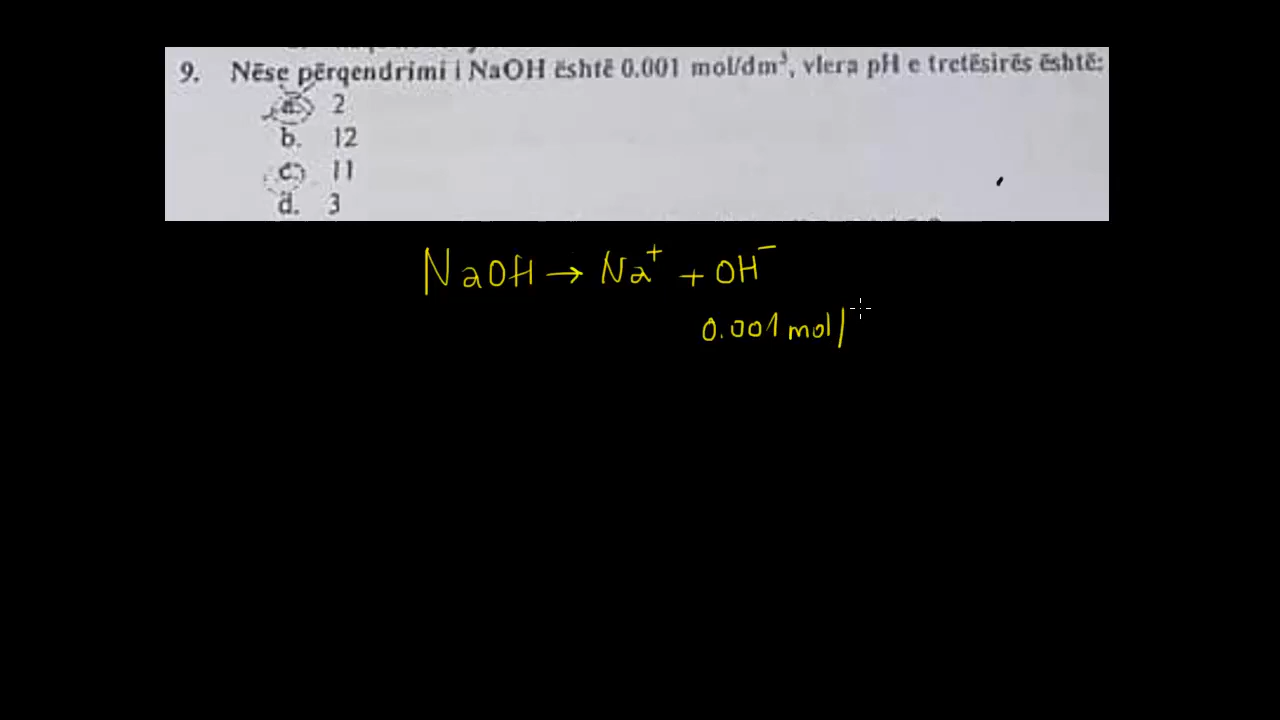 9. Nëse përqendrimi i NaOH është 0.001 mol/dm³, vlera pH e tretësirës është:
a. 2
b. 12
c. 11
d. 3
NaOH → Na⁺ + OH⁻
0.001 mol/